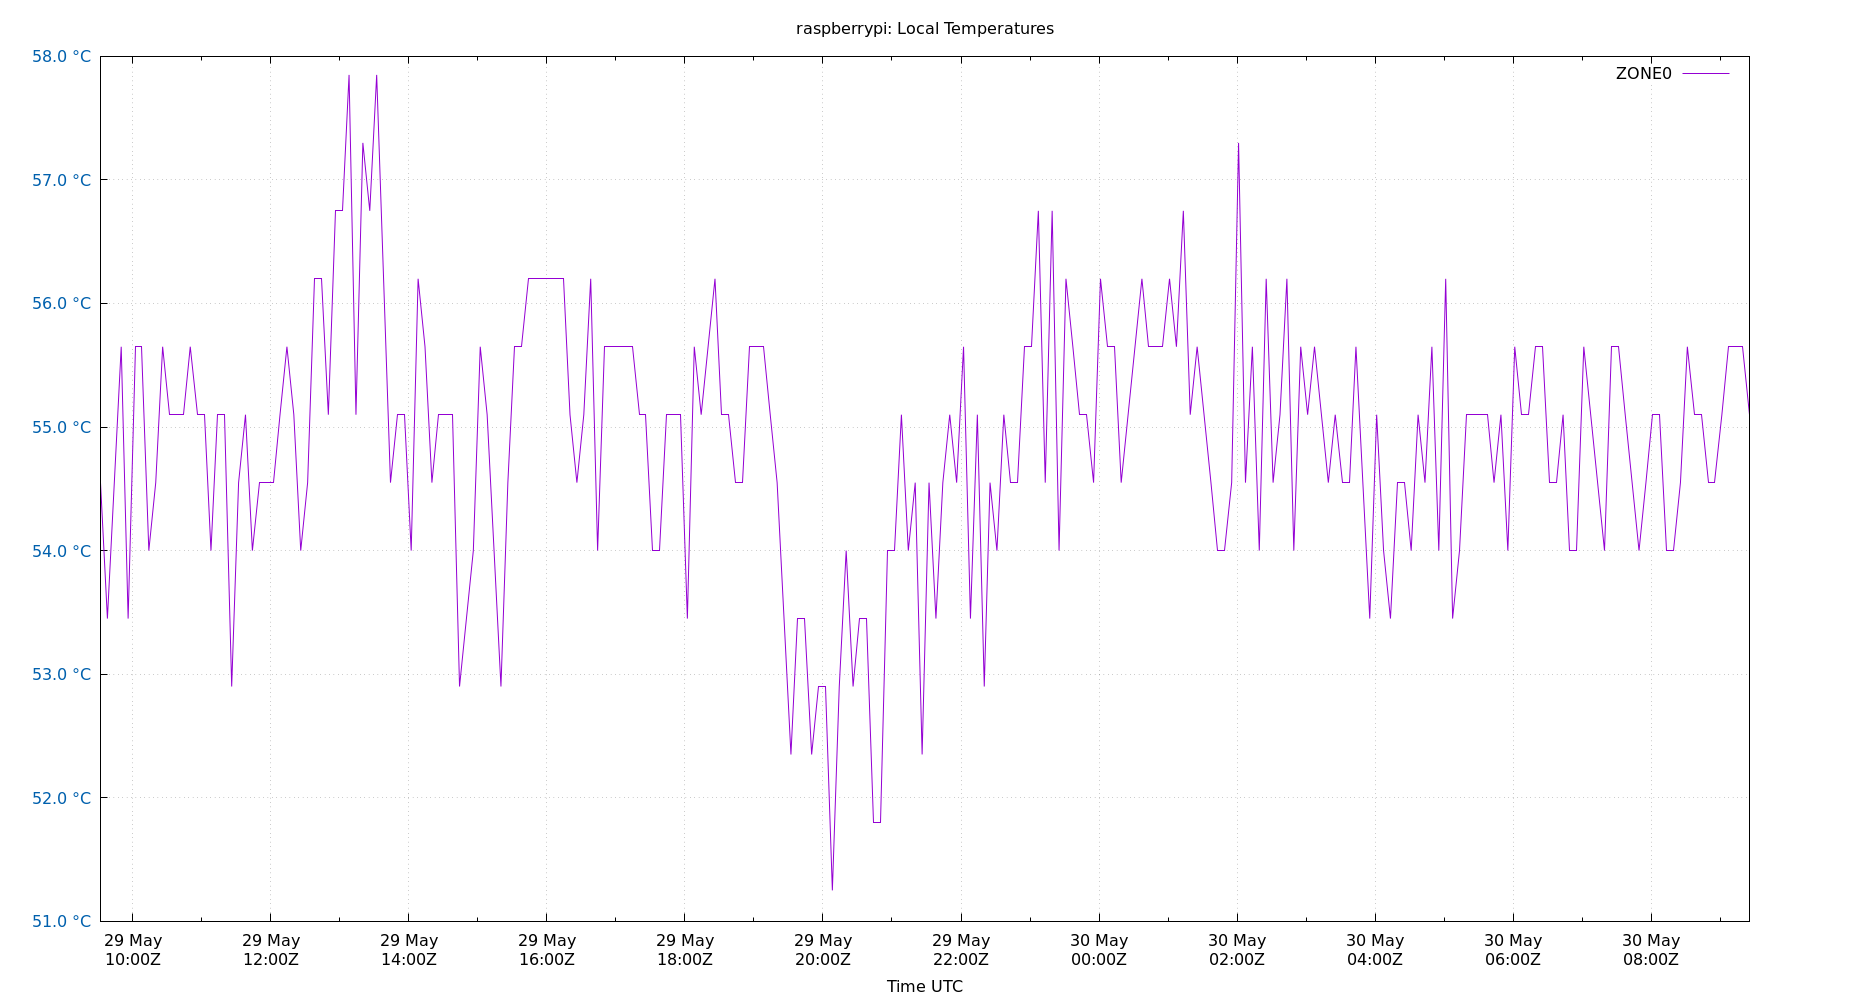 raspberrypi: Local Temperatures
58.0 °C
ZONE0
57.0 °C
56.0 °C
55.0 °C
54.0 °C
53.0 °C
52.0 °C
51.0 °C
29 May 29 May 29 May 29 May 29 May 29 May 29 May 30 May 30 May 30 May 30 May 30 May
10:00Z 12:00Z 14:00Z 16:00Z 18:00Z 20:00Z 22:00Z 00:00Z 02:00Z 04:00Z 06:00Z 08:00Z
Time UTC